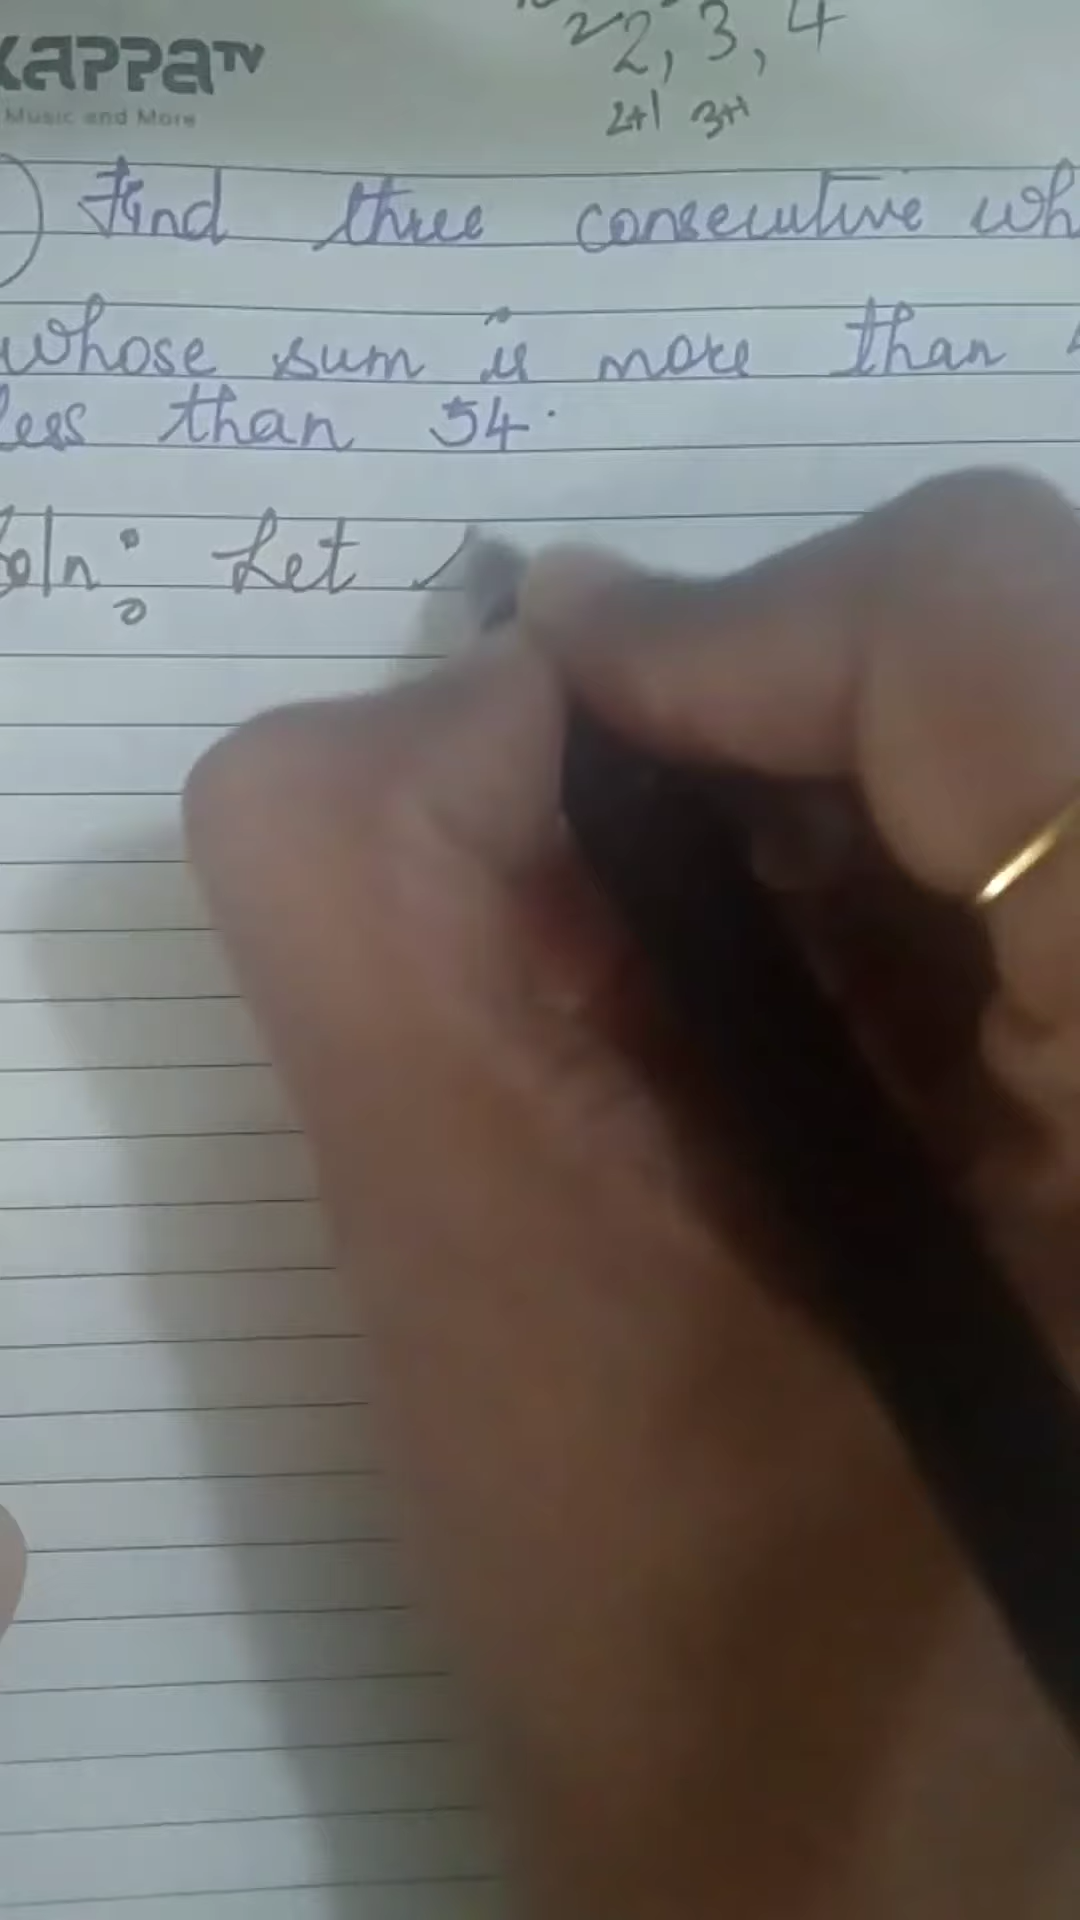 KAPPA TV
Music and More
2, 3, 4
2+1 3+1
Find three consecutive wh
whose sum is more than
less than 54.
Soln: Let